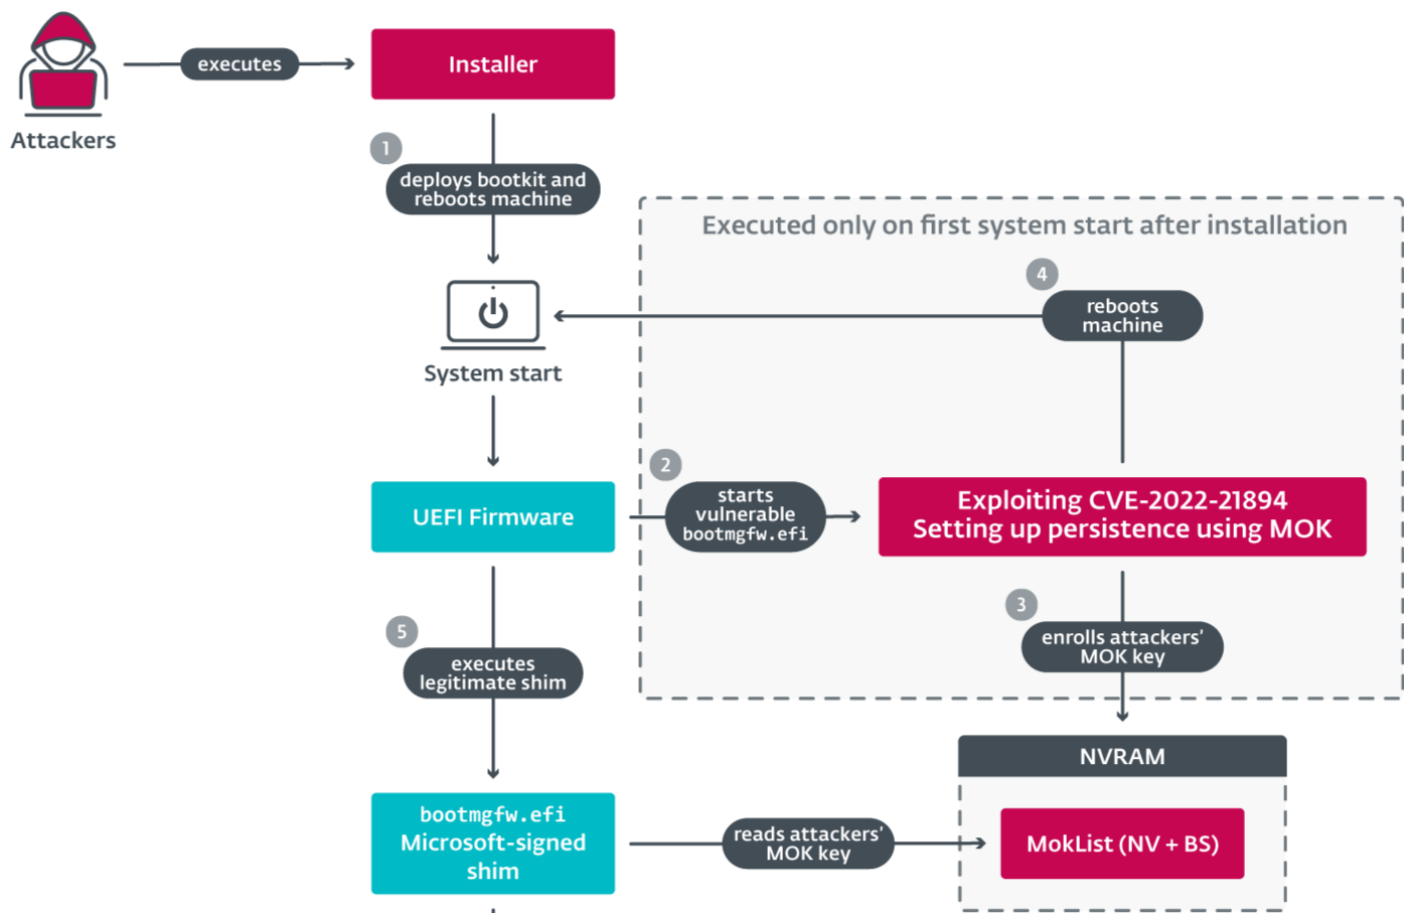 executes
Installer
Attackers
1
deploys bootkit and
reboots machine
Executed only on first system start after installation
4
reboots
machine
System start
2
UEFI Firmware
starts
vulnerable
bootmgfw.efi
Exploiting CVE-2022-21894
Setting up persistence using MOK
3
enrolls attackers'
MOK key
5
executes
legitimate shim
NVRAM
bootmgfw.efi
Microsoft-signed
shim
reads attackers'
MOK key
MokList (NV + BS)